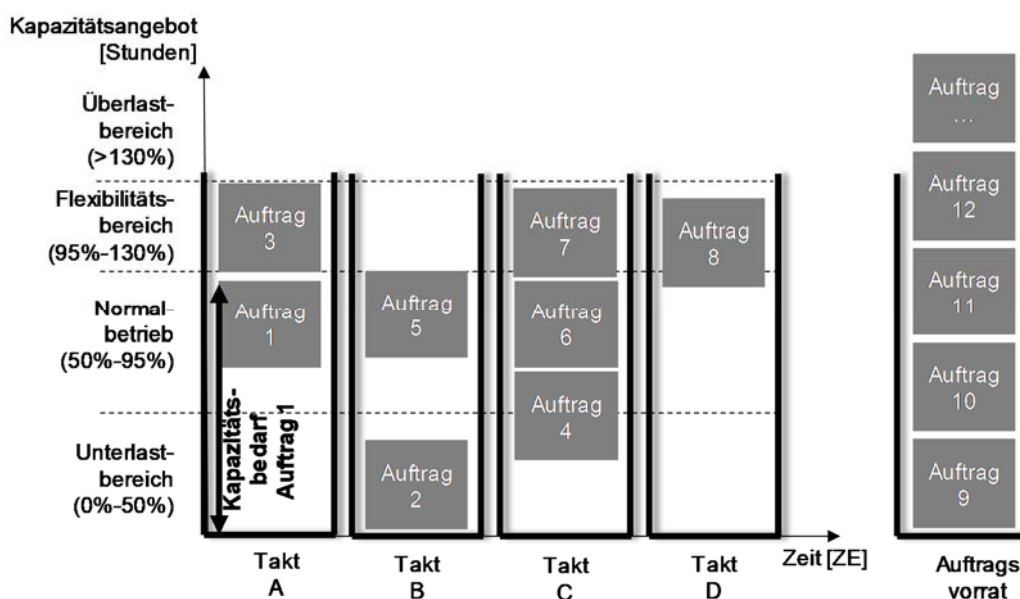 Kapazitätsangebot
[Stunden]
Überlast-
bereich
(>130%)
Flexibilitäts-
bereich
(95%-130%)
Normal-
betrieb
(50%-95%)
Unterlast-
bereich
(0%-50%)
Kapazitäts-
bedarf
Auftrag 1
Auftrag
3
Auftrag
1
Auftrag
5
Auftrag
2
Auftrag
7
Auftrag
6
Auftrag
4
Auftrag
8
Takt
A
Takt
B
Takt
C
Takt
D
Zeit [ZE]
Auftrag
...
Auftrag
12
Auftrag
11
Auftrag
10
Auftrag
9
Auftrags
vorrat